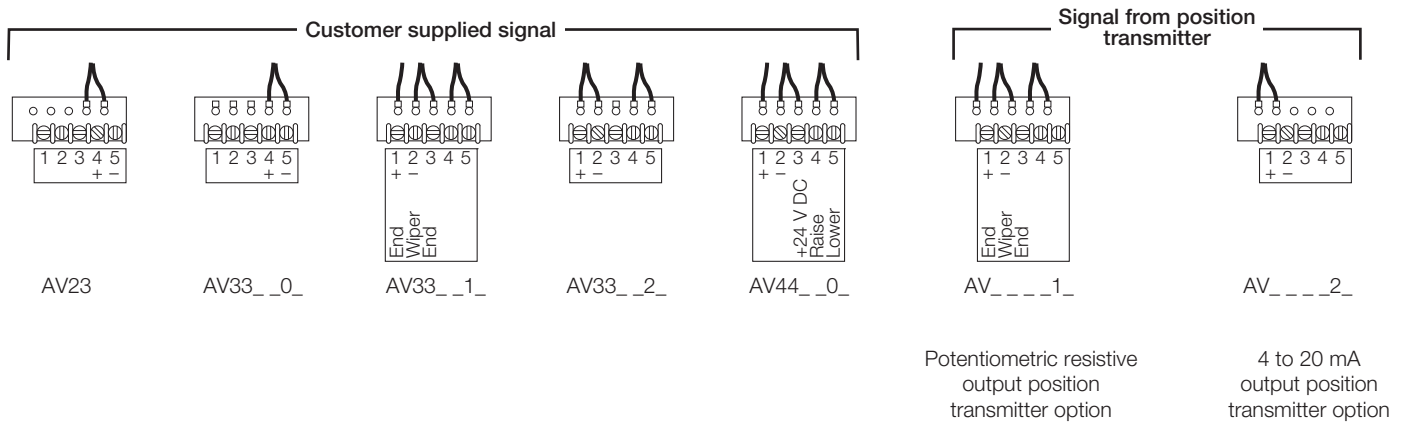 Customer supplied signal
Signal from position
transmitter
1 2 3 4 5
+ −
AV23
1 2 3 4 5
+ −
AV33_ _0_
1 2 3 4 5
+ −
End
Wiper
End
AV33_ _1_
1 2 3 4 5
+ −
AV33_ _2_
1 2 3 4 5
+ −
+24 V DC
Raise
Lower
AV44_ _0_
1 2 3 4 5
+ −
End
Wiper
End
AV_ _ _ _1_
1 2 3 4 5
+ −
AV_ _ _ _2_
Potentiometric resistive
output position
transmitter option
4 to 20 mA
output position
transmitter option